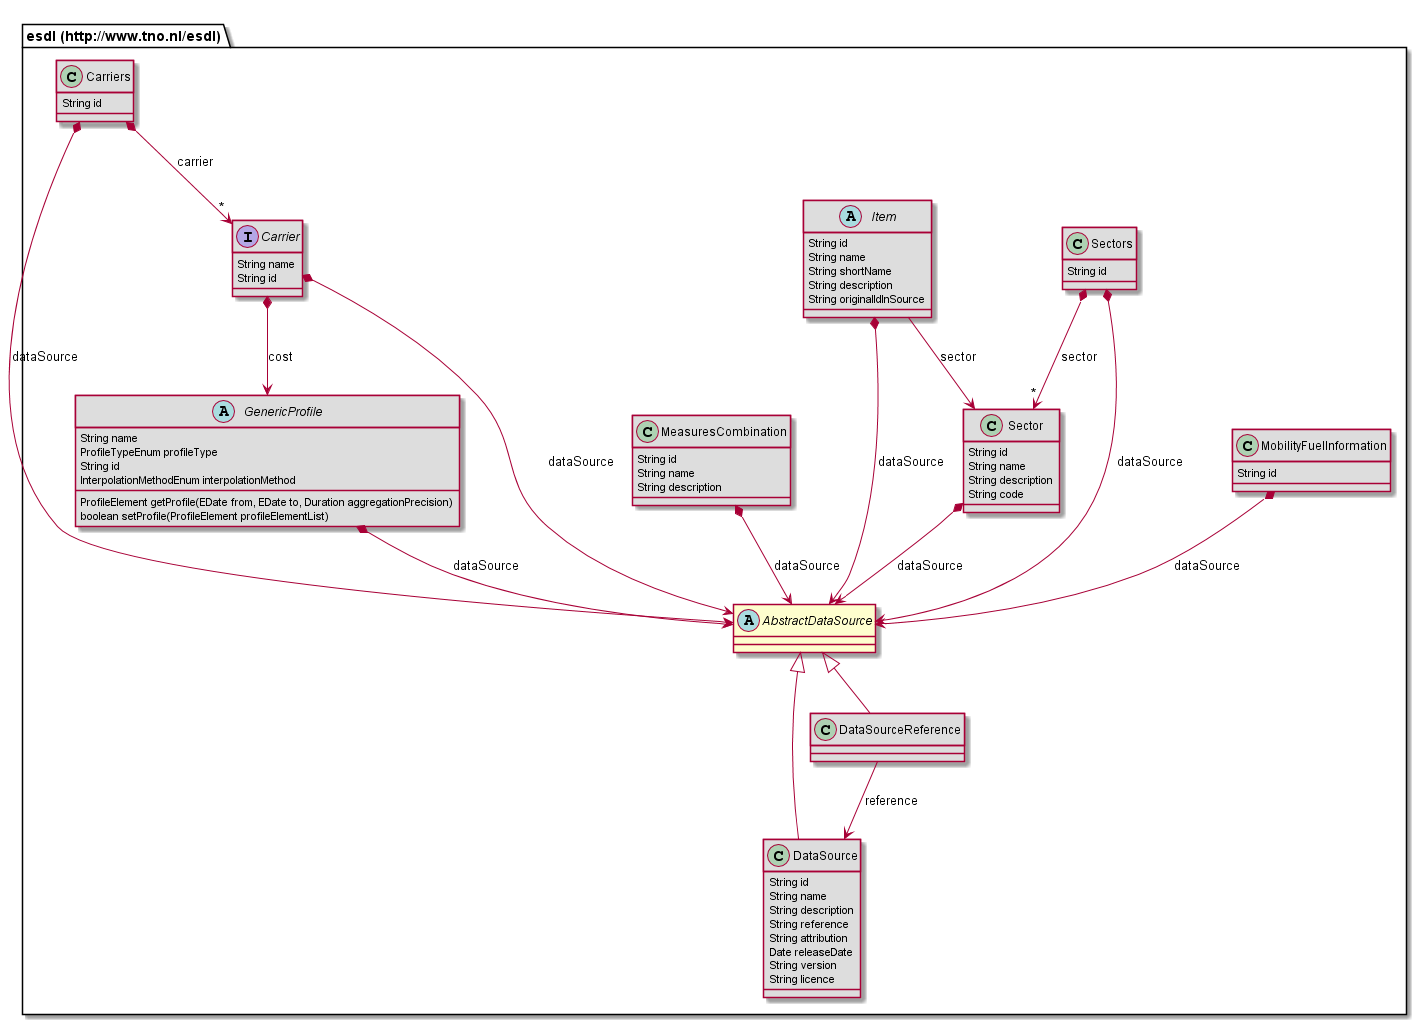 esdl (http://www.tno.nl/esdl)
C Carriers
String id
carrier
*
I Carrier
String name
String id
A Item
String id
String name
String shortName
String description
String originalIdInSource
C Sectors
String id
dataSource
cost
dataSource
sector
sector
*
dataSource
dataSource
A GenericProfile
String name
ProfileTypeEnum profileType
String id
InterpolationMethodEnum interpolationMethod
ProfileElement getProfile(EDate from, EDate to, Duration aggregationPrecision)
boolean setProfile(ProfileElement profileElementList)
C MeasuresCombination
String id
String name
String description
C Sector
String id
String name
String description
String code
C MobilityFuelInformation
String id
dataSource
dataSource
dataSource
dataSource
A AbstractDataSource
C DataSourceReference
reference
C DataSource
String id
String name
String description
String reference
String attribution
Date releaseDate
String version
String licence